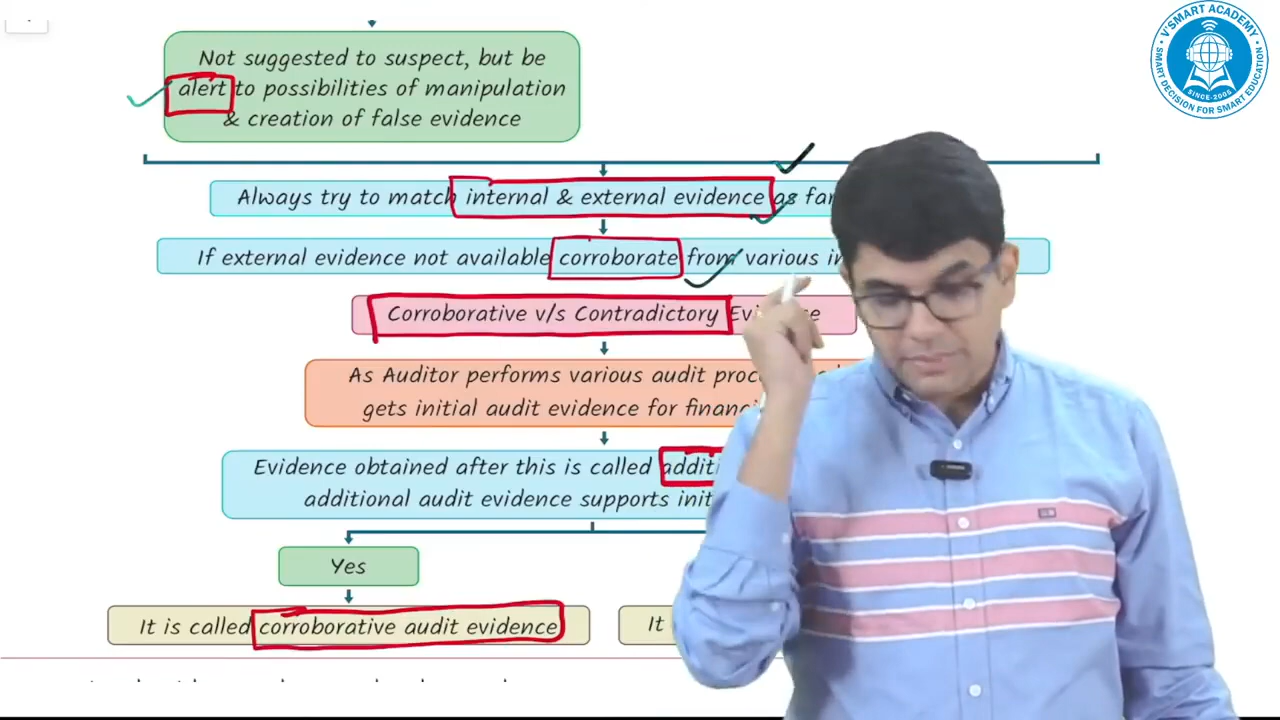 Not suggested to suspect, but be
alert to possibilities of manipulation
& creation of false evidence
Always try to match internal & external evidence as far
If external evidence not available corroborate from various
Corroborative v/s Contradictory Evidence
As Auditor performs various audit
gets initial audit evidence for
Evidence obtained after this is called
additional audit evidence supports
Yes
It is called corroborative audit evidence
It
V'SMART ACADEMY
SINCE-2005
SMART DECISION FOR SMART EDUCATION